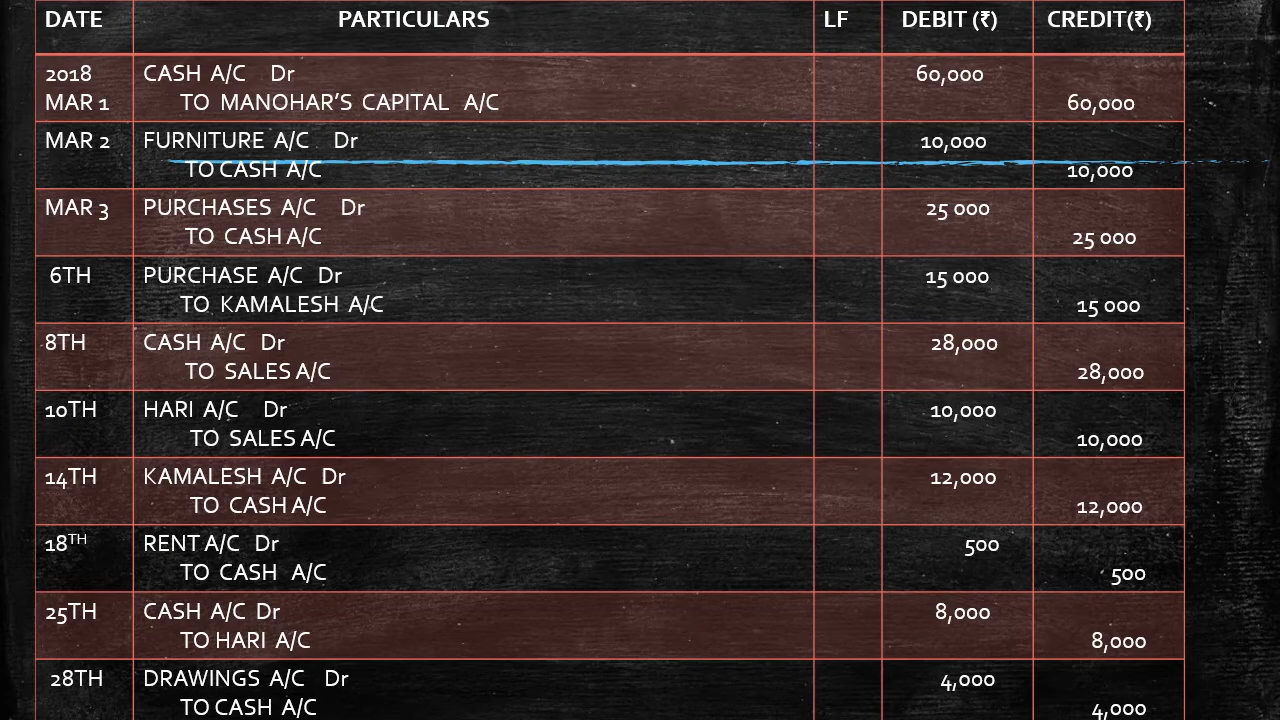 DATE PARTICULARS LF DEBIT (₹) CREDIT(₹)
2018 CASH A/C Dr 60,000
MAR 1 TO MANOHAR'S CAPITAL A/C 60,000
MAR 2 FURNITURE A/C Dr 10,000
TO CASH A/C 10,000
MAR 3 PURCHASES A/C Dr 25 000
TO CASH A/C 25 000
6TH PURCHASE A/C Dr 15 000
TO KAMALESH A/C 15 000
8TH CASH A/C Dr 28,000
TO SALES A/C 28,000
10TH HARI A/C Dr 10,000
TO SALES A/C 10,000
14TH KAMALESH A/C Dr 12,000
TO CASH A/C 12,000
18TH RENT A/C Dr 500
TO CASH A/C 500
25TH CASH A/C Dr 8,000
TO HARI A/C 8,000
28TH DRAWINGS A/C Dr 4,000
TO CASH A/C 4,000